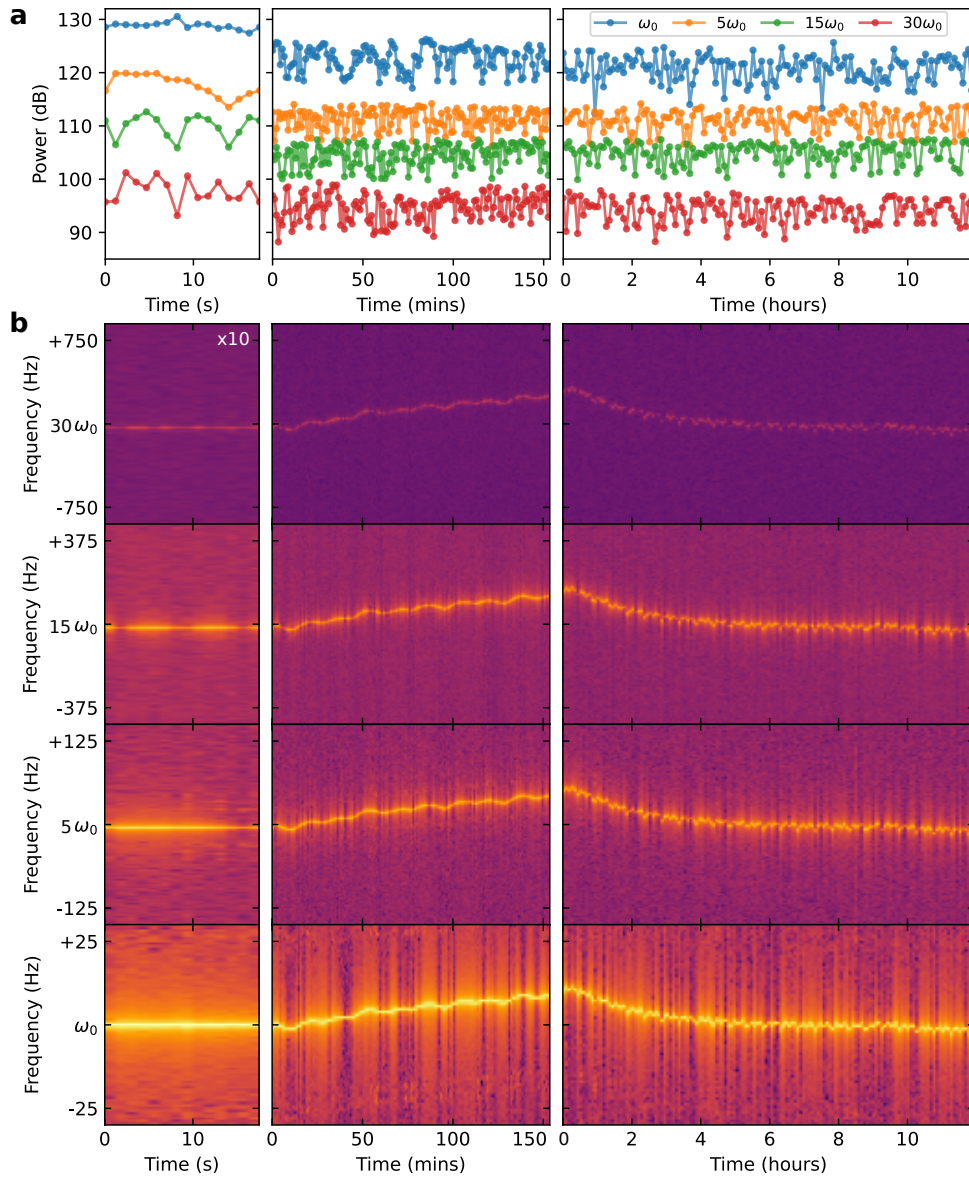 a
130
120
110
100
90
Power (dB)
ω₀ 5ω₀ 15ω₀ 30ω₀
0 10
Time (s)
0 50 100 150
Time (mins)
0 2 4 6 8 10
Time (hours)
b
x10
+750
30ω₀
-750
Frequency (Hz)
+375
15ω₀
-375
Frequency (Hz)
+125
5ω₀
-125
Frequency (Hz)
+25
ω₀
-25
Frequency (Hz)
0 10
Time (s)
0 50 100 150
Time (mins)
0 2 4 6 8 10
Time (hours)